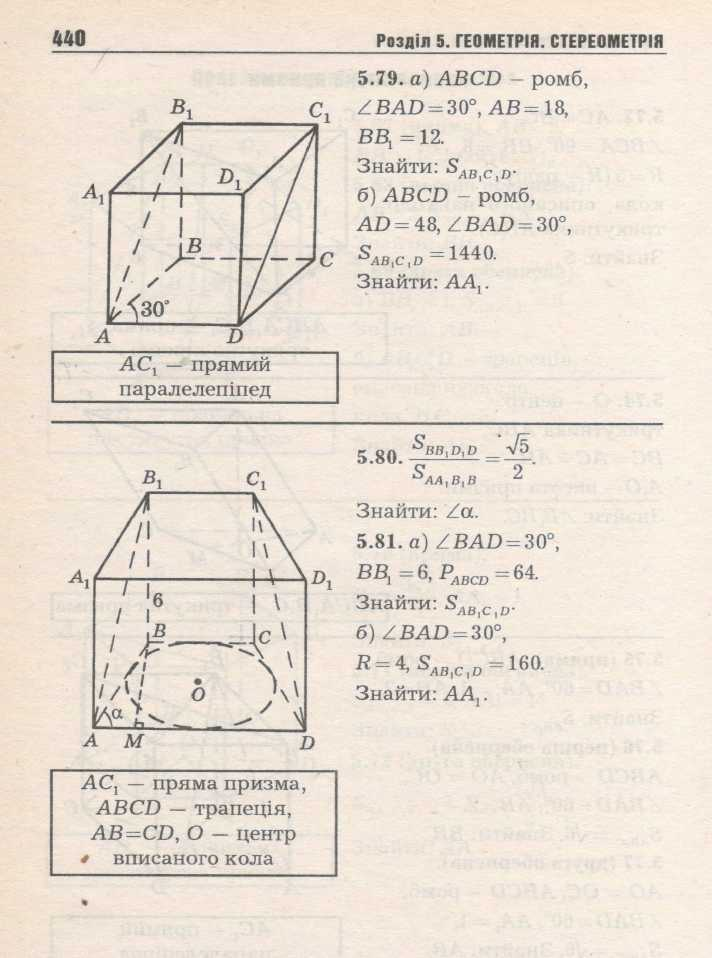 440
Розділ 5. ГЕОМЕТРІЯ. СТЕРЕОМЕТРІЯ
B₁ C₁
A₁ D₁
B C
30°
A D
AC₁ — прямий
паралелепіпед
5.79. а) ABCD – ромб,
∠BAD=30°, AB=18,
BB₁=12.
Знайти: S_{AB₁C₁D}.
б) ABCD – ромб,
AD=48, ∠BAD=30°,
S_{AB₁C₁D}=1440.
Знайти: AA₁.
B₁ C₁
A₁ D₁
6
B C
O
α
A M D
AC₁ — пряма призма,
ABCD — трапеція,
AB=CD, O — центр
вписаного кола
5.80. S_{BB₁D₁D}/S_{AA₁B₁B} = √5/2.
Знайти: ∠α.
5.81. а) ∠BAD=30°,
BB₁=6, P_{ABCD}=64.
Знайти: S_{AB₁C₁D}.
б) ∠BAD=30°,
R=4, S_{AB₁C₁D}=160.
Знайти: AA₁.